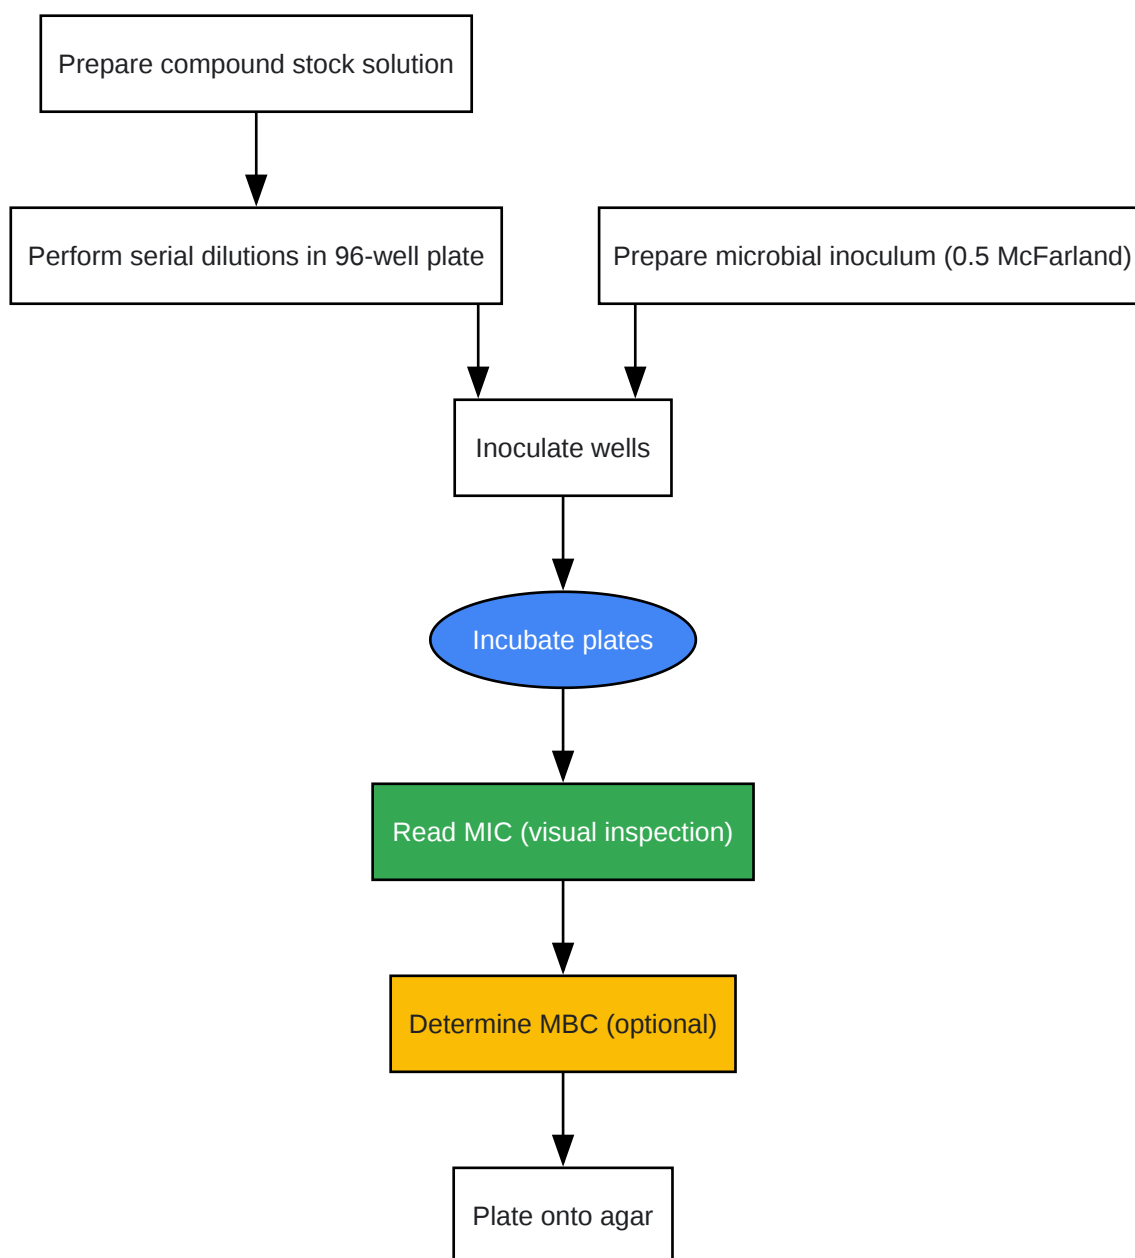 Prepare compound stock solution
Perform serial dilutions in 96-well plate
Prepare microbial inoculum (0.5 McFarland)
Inoculate wells
Incubate plates
Read MIC (visual inspection)
Determine MBC (optional)
Plate onto agar